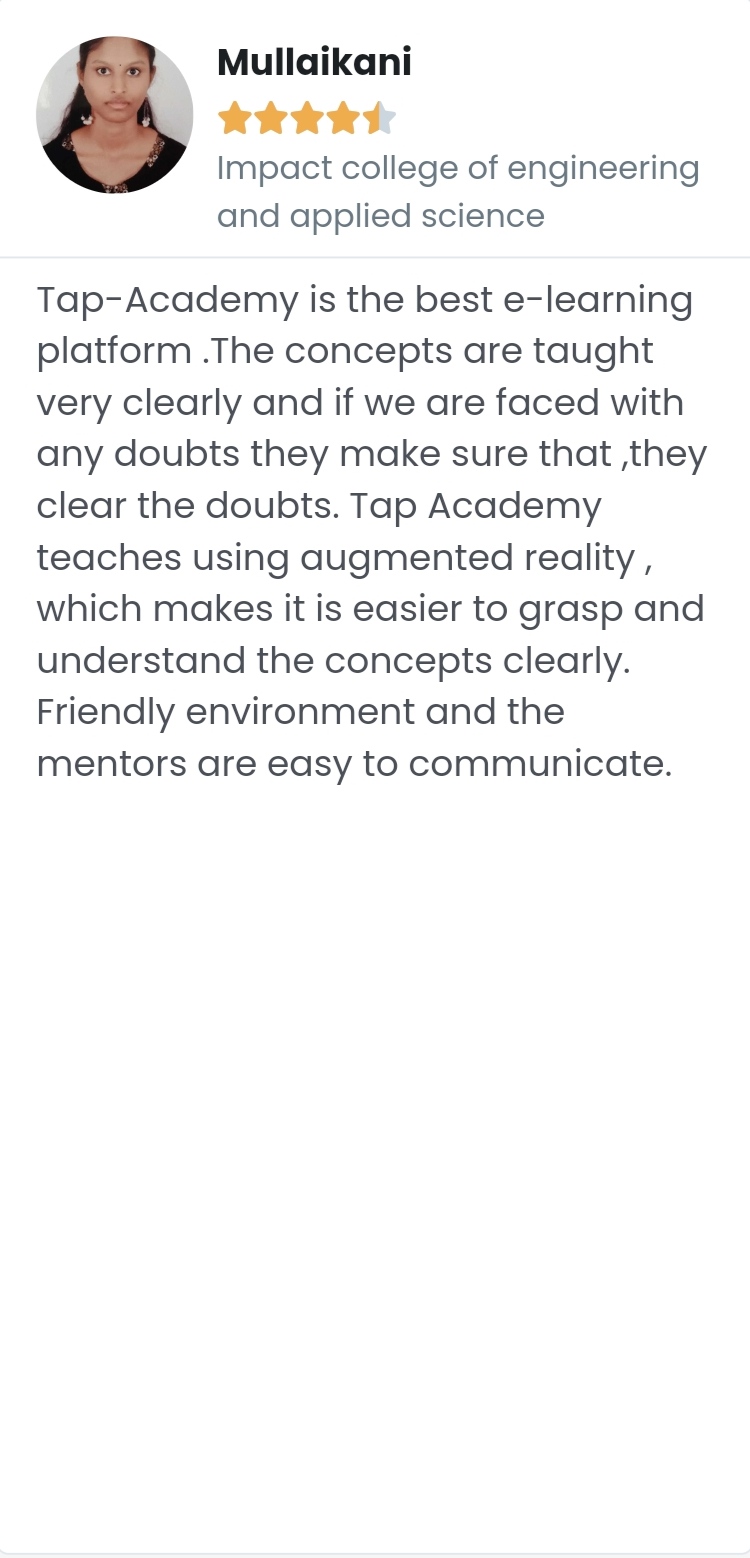 Mullaikani
Impact college of engineering
and applied science
Tap-Academy is the best e-learning
platform .The concepts are taught
very clearly and if we are faced with
any doubts they make sure that ,they
clear the doubts. Tap Academy
teaches using augmented reality ,
which makes it is easier to grasp and
understand the concepts clearly.
Friendly environment and the
mentors are easy to communicate.